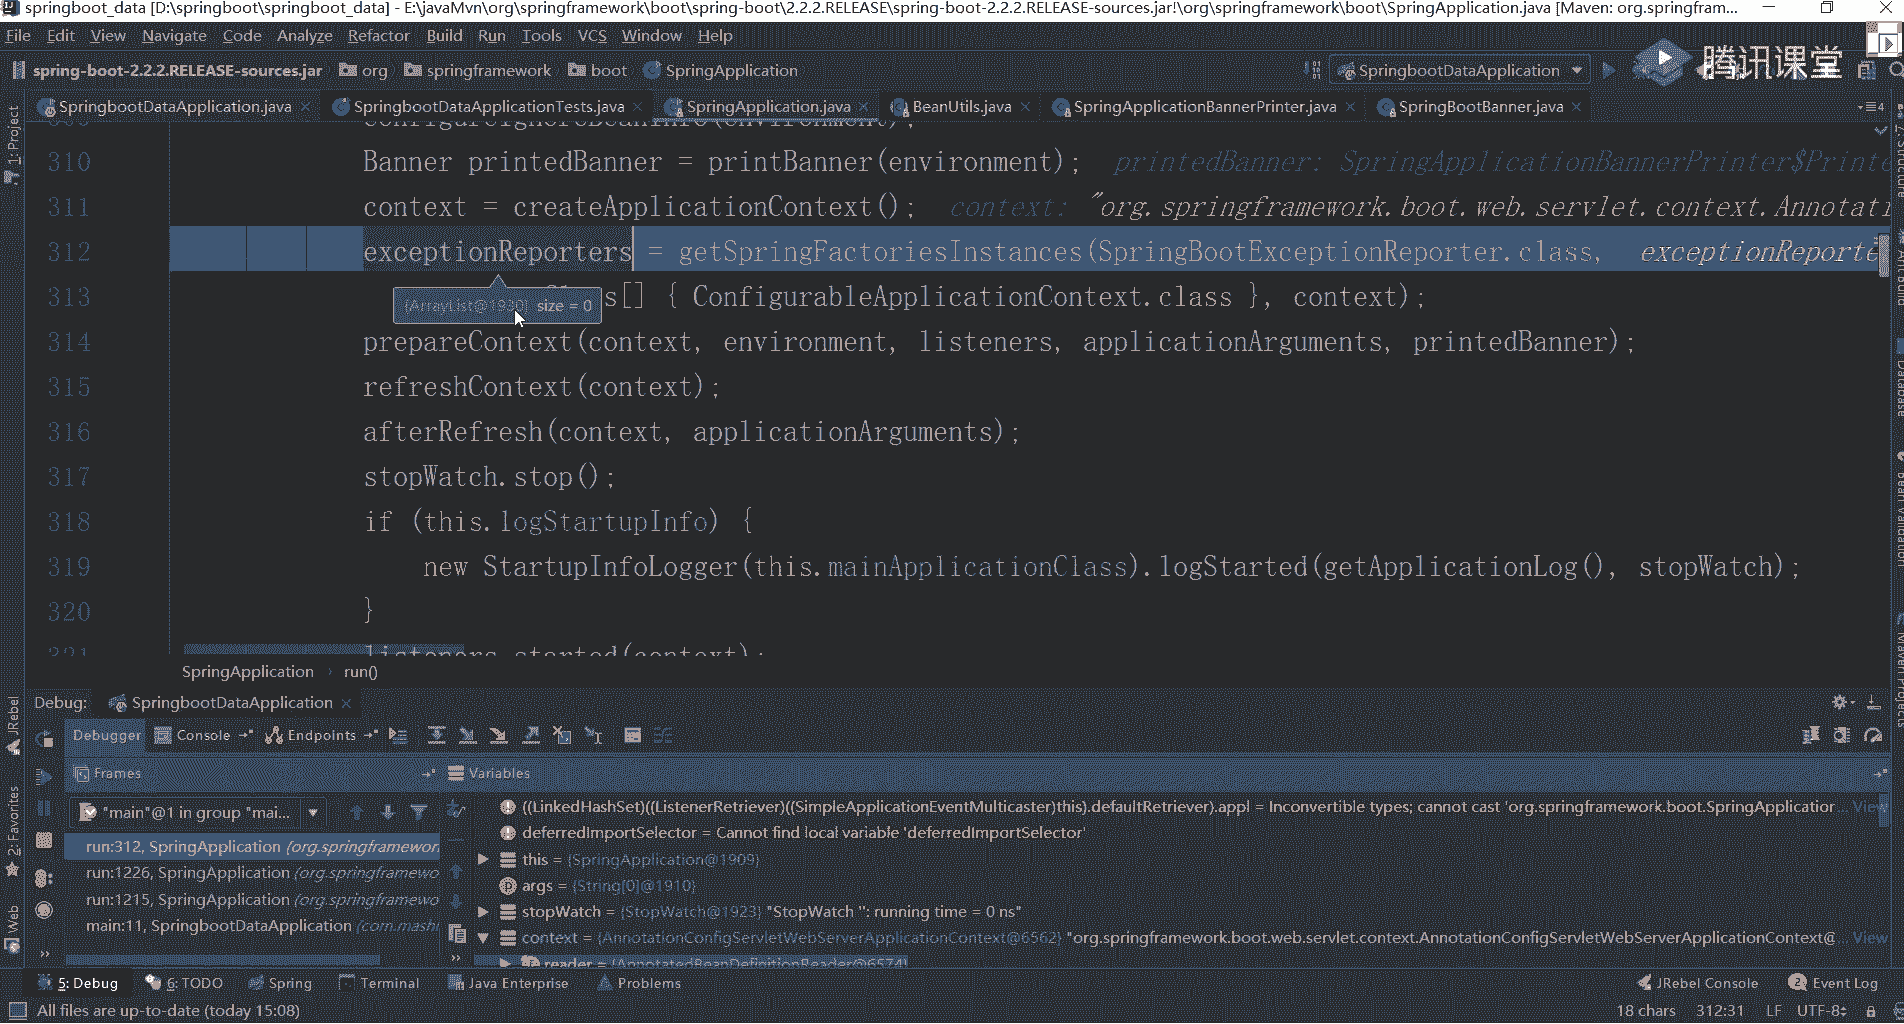 springboot_data [D:\springboot\springboot_data] - E:\javaMvn\org\springframework\boot\spring-boot\2.2.2.RELEASE\spring-boot-2.2.2.RELEASE-sources.jar!\org\springframework\boot\SpringApplication.java [Maven: org.springfram...
File Edit View Navigate Code Analyze Refactor Build Run Tools VCS Window Help
spring-boot-2.2.2.RELEASE-sources.jar org springframework boot SpringApplication SpringbootDataApplication
腾讯课堂
SpringbootDataApplication.java SpringbootDataApplicationTests.java SpringApplication.java BeanUtils.java SpringApplicationBannerPrinter.java SpringBootBanner.java
1: Project
configureIgnoreBeanInfo(environment);
310 Banner printedBanner = printBanner(environment); printedBanner: SpringApplicationBannerPrinter$Printe
311 context = createApplicationContext(); context: "org.springframework.boot.web.servlet.context.Annotati
312 exceptionReporters = getSpringFactoriesInstances(SpringBootExceptionReporter.class, exceptionReporte
{ArrayList@1930} size = 0
313 s[] { ConfigurableApplicationContext.class }, context);
314 prepareContext(context, environment, listeners, applicationArguments, printedBanner);
315 refreshContext(context);
316 afterRefresh(context, applicationArguments);
317 stopWatch.stop();
318 if (this.logStartupInfo) {
319 new StartupInfoLogger(this.mainApplicationClass).logStarted(getApplicationLog(), stopWatch);
320 }
321 listeners.started(context);
SpringApplication run()
Database
Bean Validation
JRebel
2: Favorites
Web
Debug: SpringbootDataApplication
Debugger Console Endpoints
Frames Variables
"main"@1 in group "mai...
run:312, SpringApplication (org.springframewor
run:1226, SpringApplication (org.springframewo
run:1215, SpringApplication (org.springframewo
main:11, SpringbootDataApplication (com.mash
((LinkedHashSet)((ListenerRetriever)((SimpleApplicationEventMulticaster)this).defaultRetriever).appl = Inconvertible types; cannot cast 'org.springframework.boot.SpringApplication... View
deferredImportSelector = Cannot find local variable 'deferredImportSelector'
this = {SpringApplication@1909}
args = {String[0]@1910}
stopWatch = {StopWatch@1923} "StopWatch '': running time = 0 ns"
context = {AnnotationConfigServletWebServerApplicationContext@6562} "org.springframework.boot.web.servlet.context.AnnotationConfigServletWebServerApplicationContext@... View
reader = {AnnotatedBeanDefinitionReader@6574}
5: Debug 6: TODO Spring Terminal Java Enterprise Problems JRebel Console Event Log
All files are up-to-date (today 15:08) 18 chars 312:31 LF UTF-8